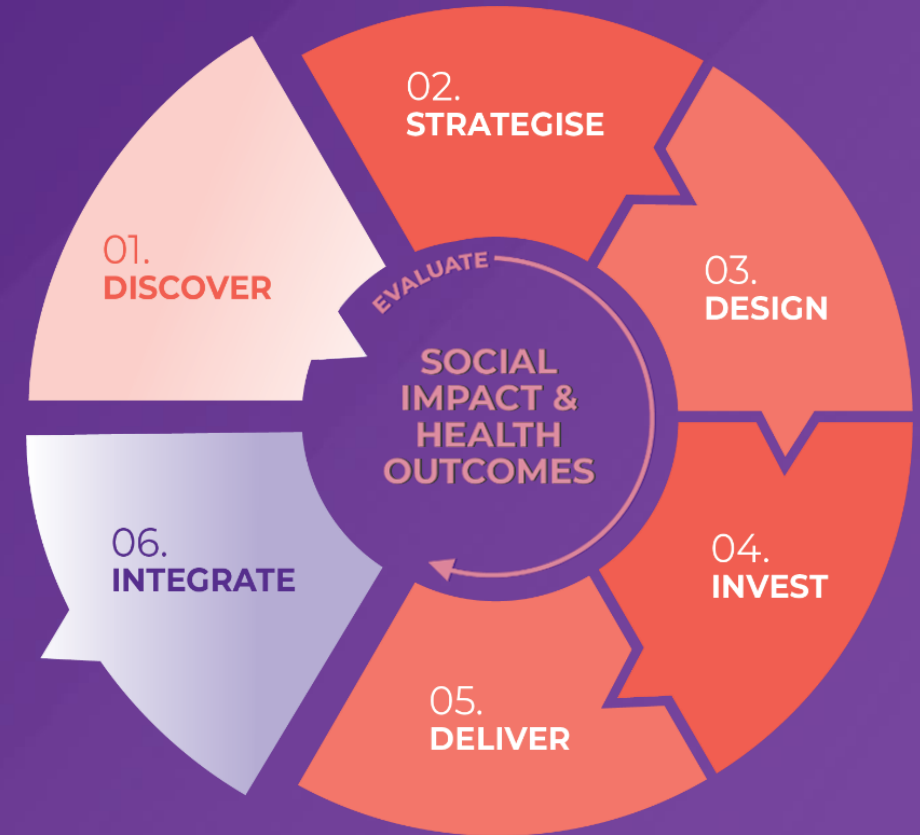 01.
DISCOVER
02.
STRATEGISE
03.
DESIGN
04.
INVEST
05.
DELIVER
06.
INTEGRATE
EVALUATE
SOCIAL
IMPACT &
HEALTH
OUTCOMES